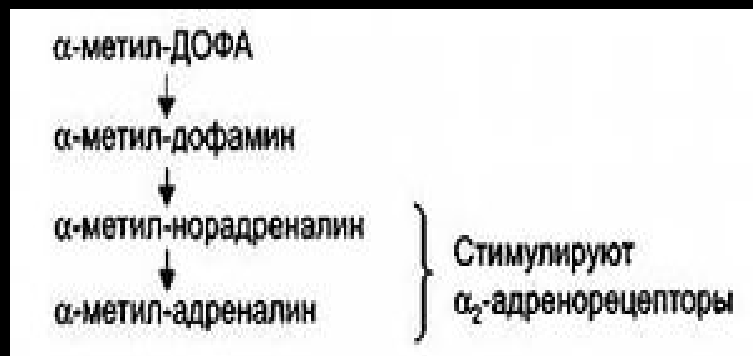 α-метил-ДОФА
α-метил-дофамин
α-метил-норадреналин
α-метил-адреналин
Стимулируют
α₂-адренорецепторы